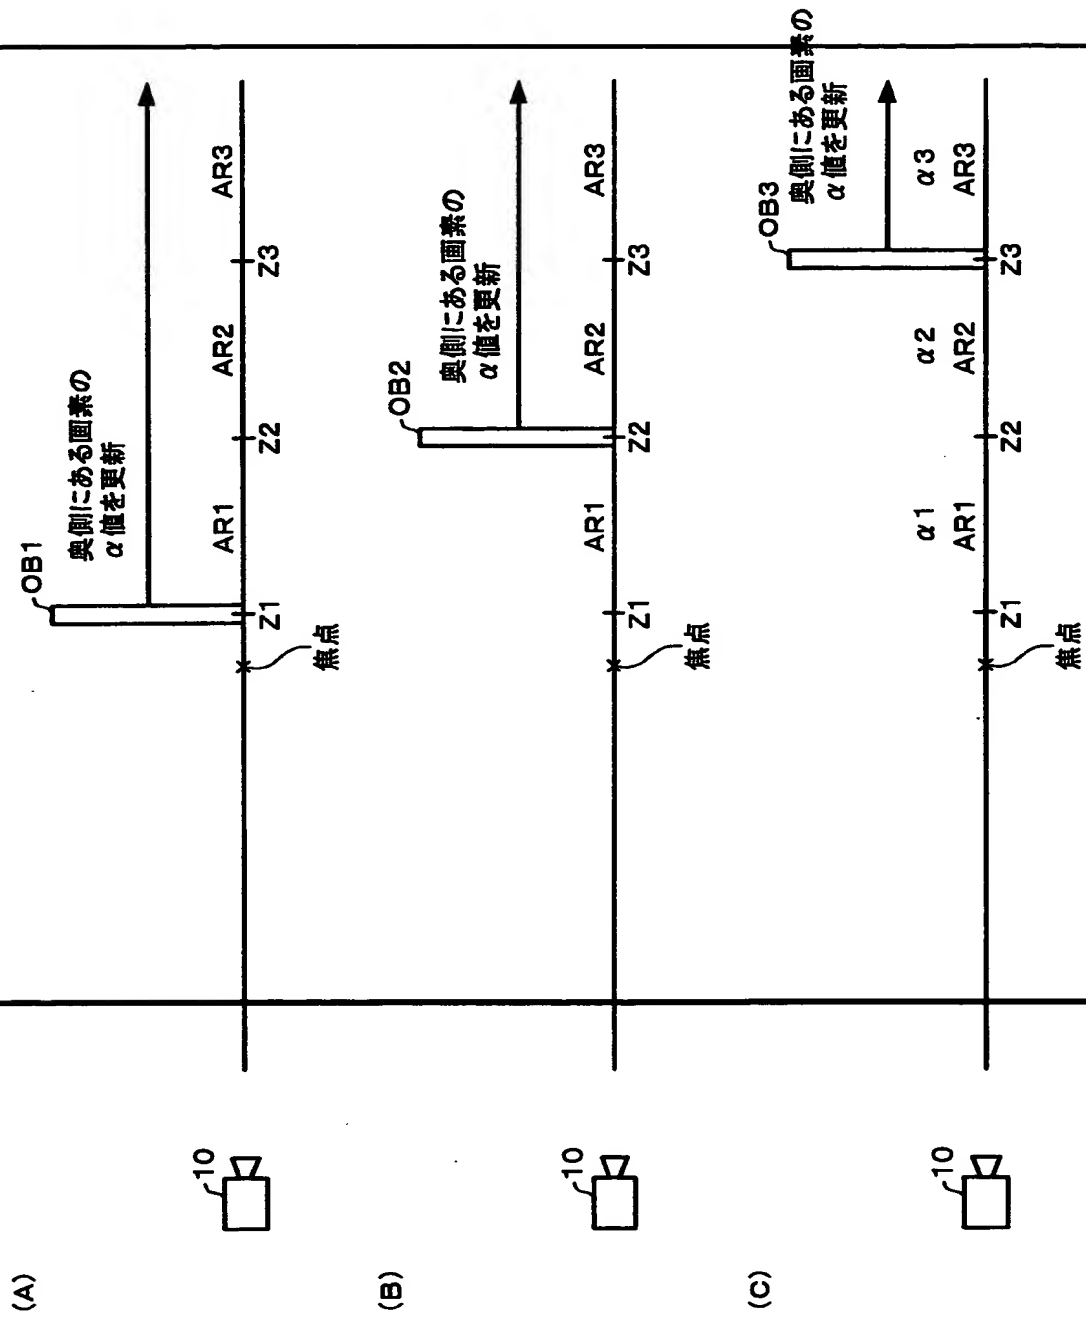 (A)
10
焦点
OB1
奥側にある画素の
α値を更新
Z1
AR1
Z2
AR2
Z3
AR3
(B)
10
焦点
OB2
奥側にある画素の
α値を更新
Z1
AR1
Z2
AR2
Z3
AR3
(C)
10
焦点
OB3
奥側にある画素の
α値を更新
α1
α2
α3
Z1
AR1
Z2
AR2
Z3
AR3